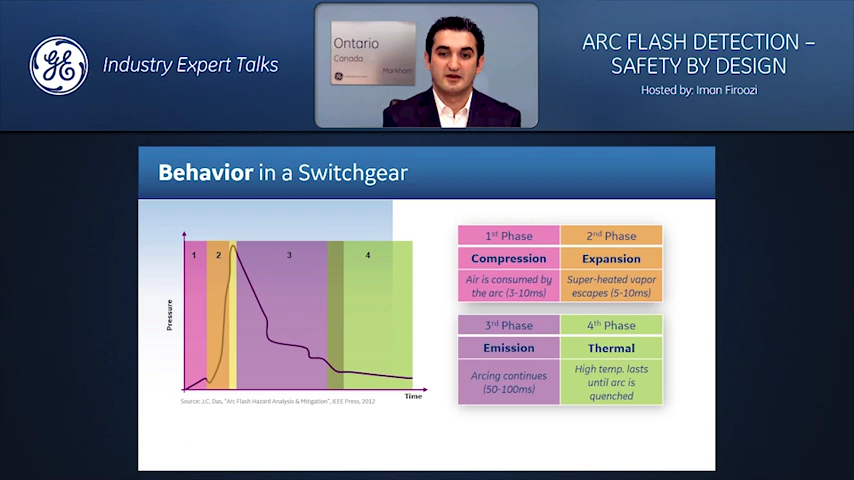 GE
Industry Expert Talks
Ontario
Canada
Markham
ARC FLASH DETECTION –
SAFETY BY DESIGN
Hosted by: Iman Firoozi
Behavior in a Switchgear
1 2 3 4
Pressure
Time
Source: J.C. Das, "Arc Flash Hazard Analysis & Mitigation", IEEE Press, 2012
1st Phase
Compression
Air is consumed by
the arc (3-10ms)
2nd Phase
Expansion
Super-heated vapor
escapes (5-10ms)
3rd Phase
Emission
Arcing continues
(50-100ms)
4th Phase
Thermal
High temp. lasts
until arc is
quenched